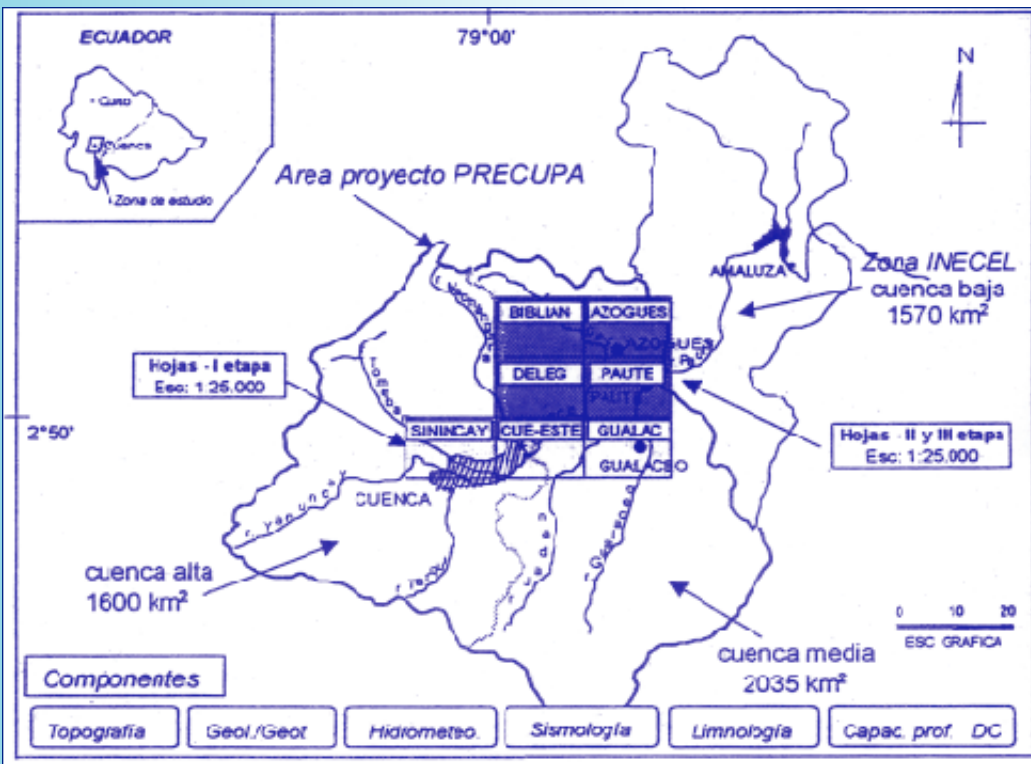 ECUADOR
Quito
Cuenca
Zona de estudio
79°00'
N
Area proyecto PRECUPA
AMALUZA
Zona INECEL
cuenca baja
1570 km²
BIBLIAN
AZOGUES
AZOGUES
Hojas - I etapa
Esc: 1:25.000
DELEG
PAUTE
PAUTE
2°50'
SININCAY
CUE-ESTE
GUALAC
GUALACEO
Hojas - II y III etapa
Esc: 1:25.000
CUENCA
r. Yanuncay
cuenca alta
1600 km²
0 10 20
ESC GRAFICA
cuenca media
2035 km²
Componentes
Topografía
Geol./Geot
Hidrometeo.
Sismología
Limnología
Capac. prof. DC